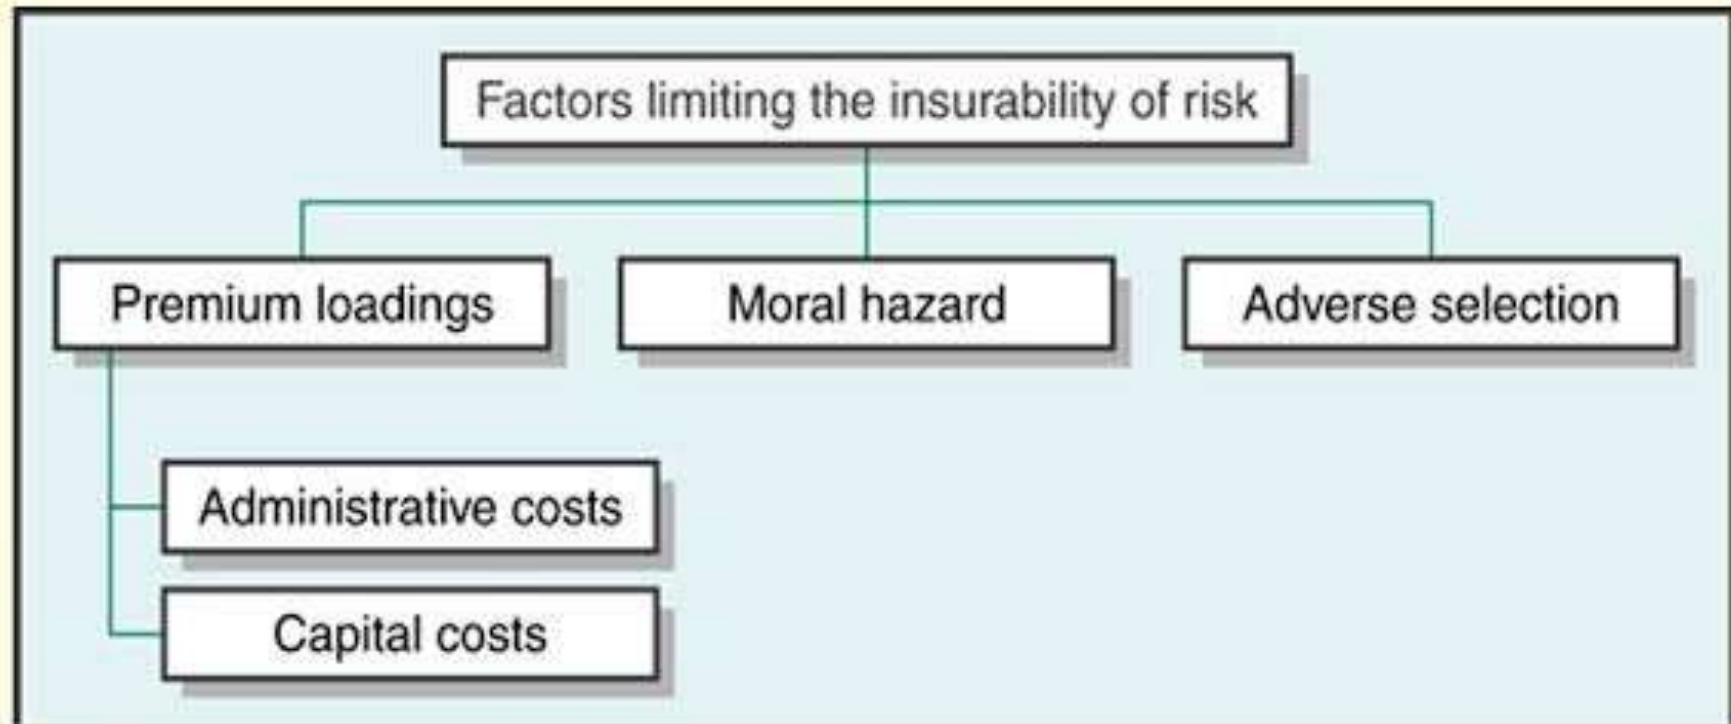 Factors limiting the insurability of risk
Premium loadings
Moral hazard
Adverse selection
Administrative costs
Capital costs